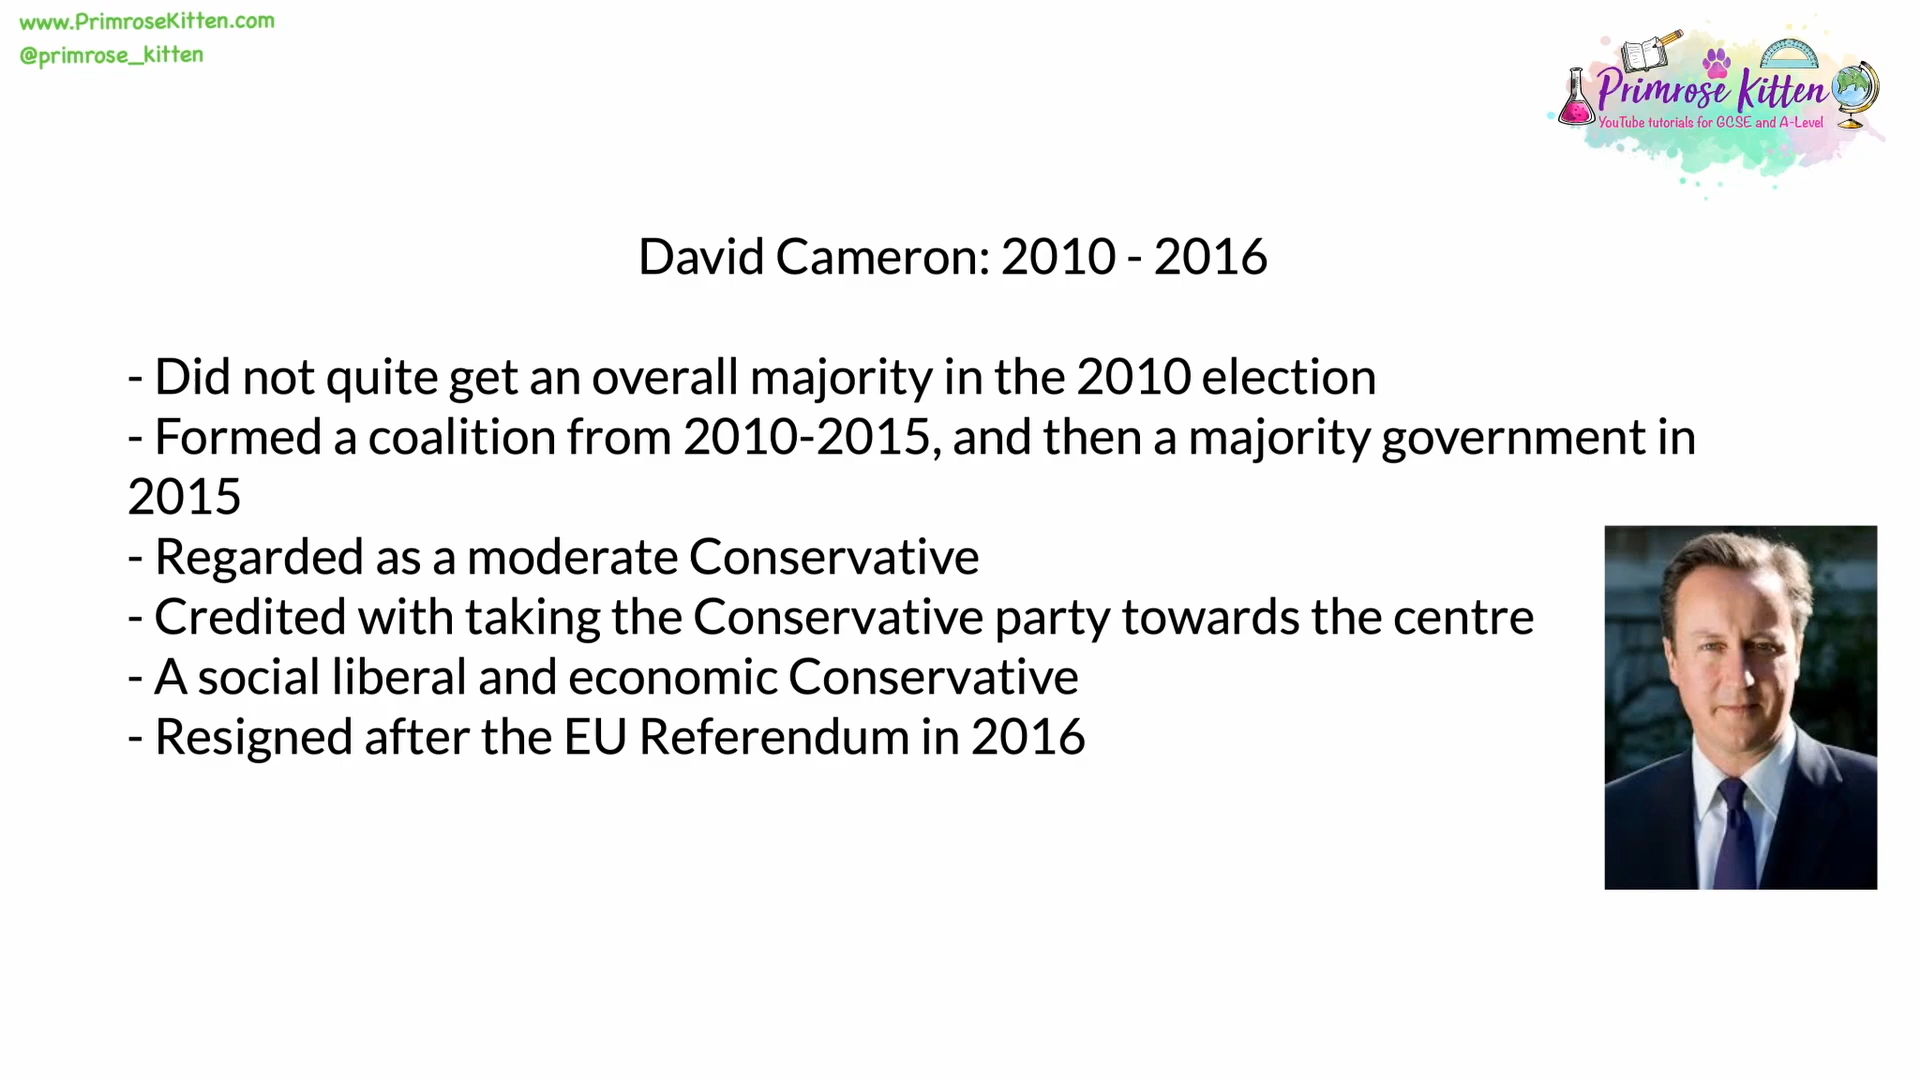 www.PrimroseKitten.com
@primrose_kitten
Primrose Kitten
YouTube tutorials for GCSE and A-Level
David Cameron: 2010 - 2016
- Did not quite get an overall majority in the 2010 election
- Formed a coalition from 2010-2015, and then a majority government in
2015
- Regarded as a moderate Conservative
- Credited with taking the Conservative party towards the centre
- A social liberal and economic Conservative
- Resigned after the EU Referendum in 2016